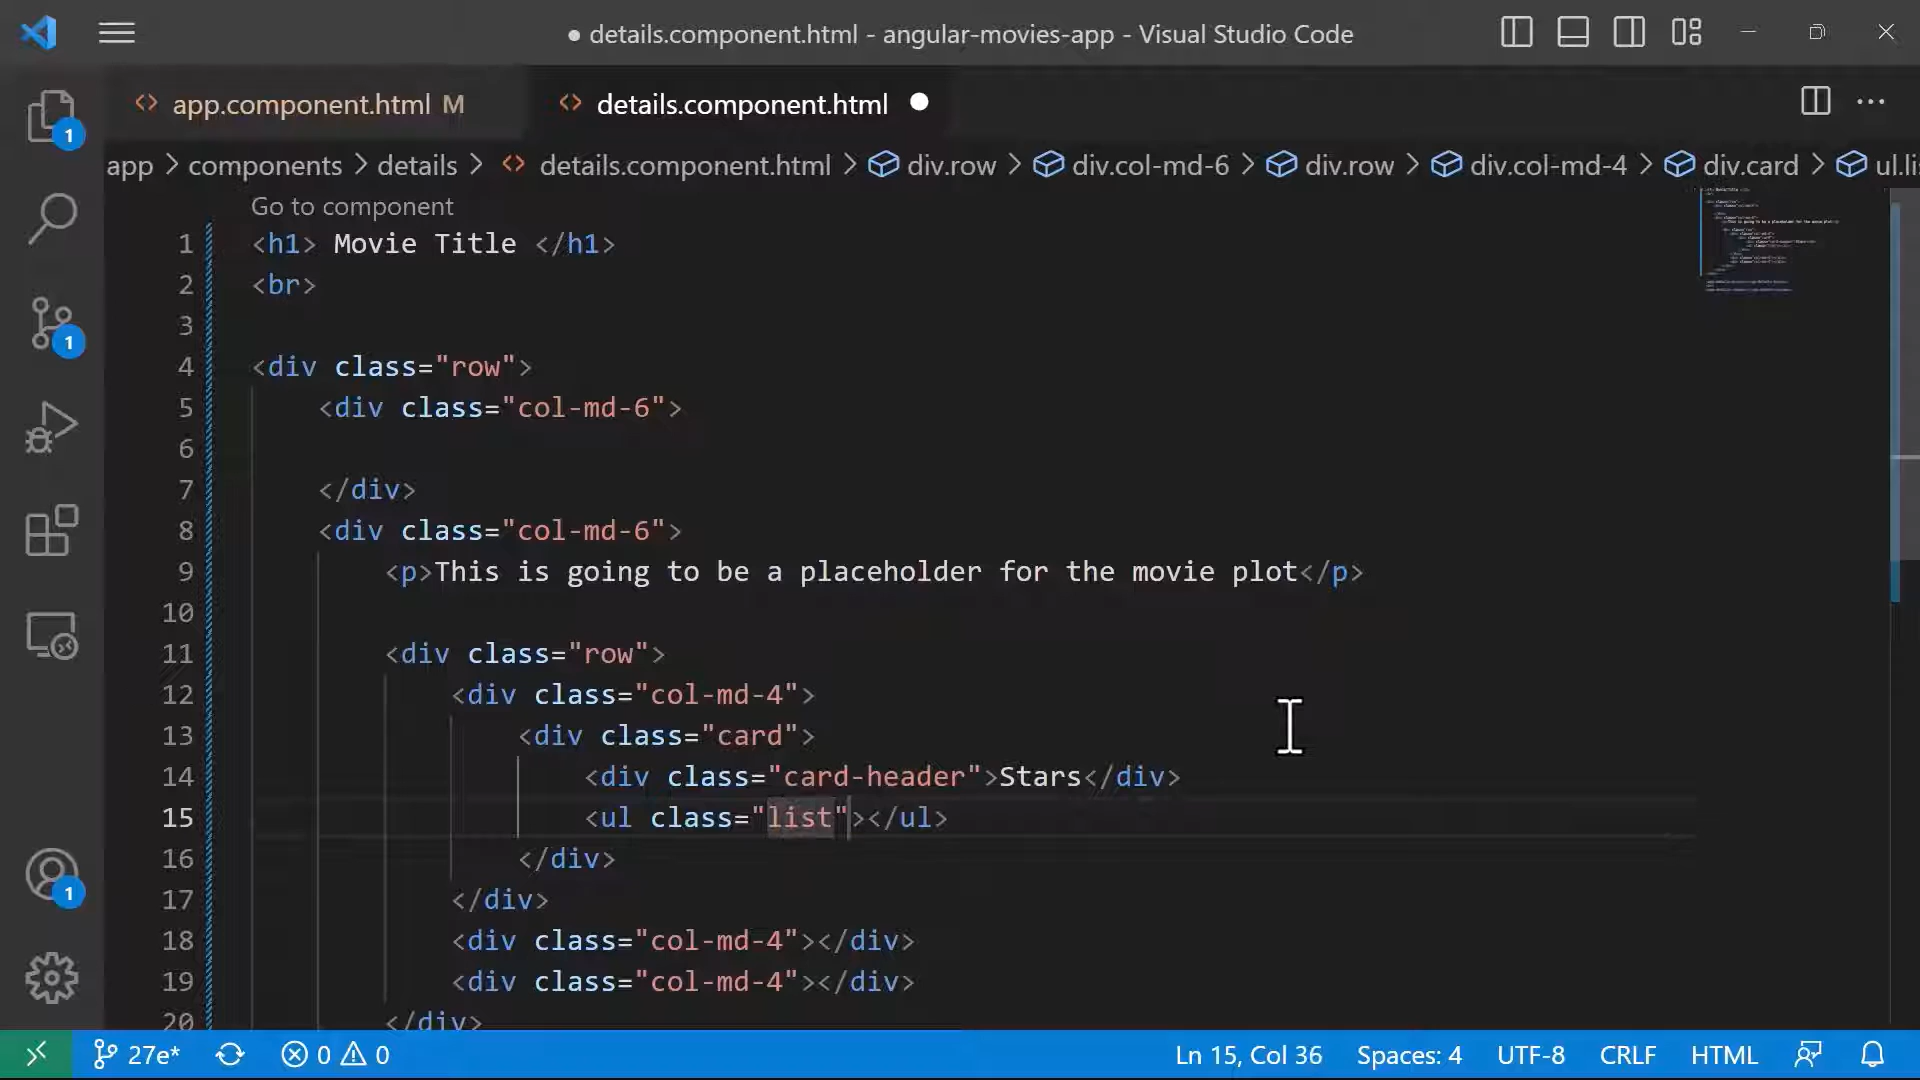 ● details.component.html - angular-movies-app - Visual Studio Code
app.component.html M
details.component.html
app > components > details > details.component.html > div.row > div.col-md-6 > div.row > div.col-md-4 > div.card > ul.li
Go to component
1 <h1> Movie Title </h1>
2 <br>
3
4 <div class="row">
5 <div class="col-md-6">
6
7 </div>
8 <div class="col-md-6">
9 <p>This is going to be a placeholder for the movie plot</p>
10
11 <div class="row">
12 <div class="col-md-4">
13 <div class="card">
14 <div class="card-header">Stars</div>
15 <ul class="list"></ul>
16 </div>
17 </div>
18 <div class="col-md-4"></div>
19 <div class="col-md-4"></div>
20 </div>
1
1
1
27e* 0 0 Ln 15, Col 36 Spaces: 4 UTF-8 CRLF HTML